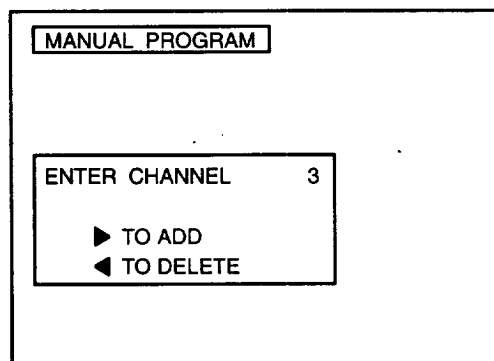 MANUAL PROGRAM
ENTER CHANNEL 3
▶ TO ADD
◀ TO DELETE